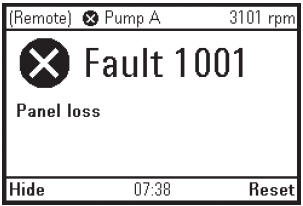 (Remote) Pump A 3101 rpm
Fault 1001
Panel loss
Hide 07:38 Reset